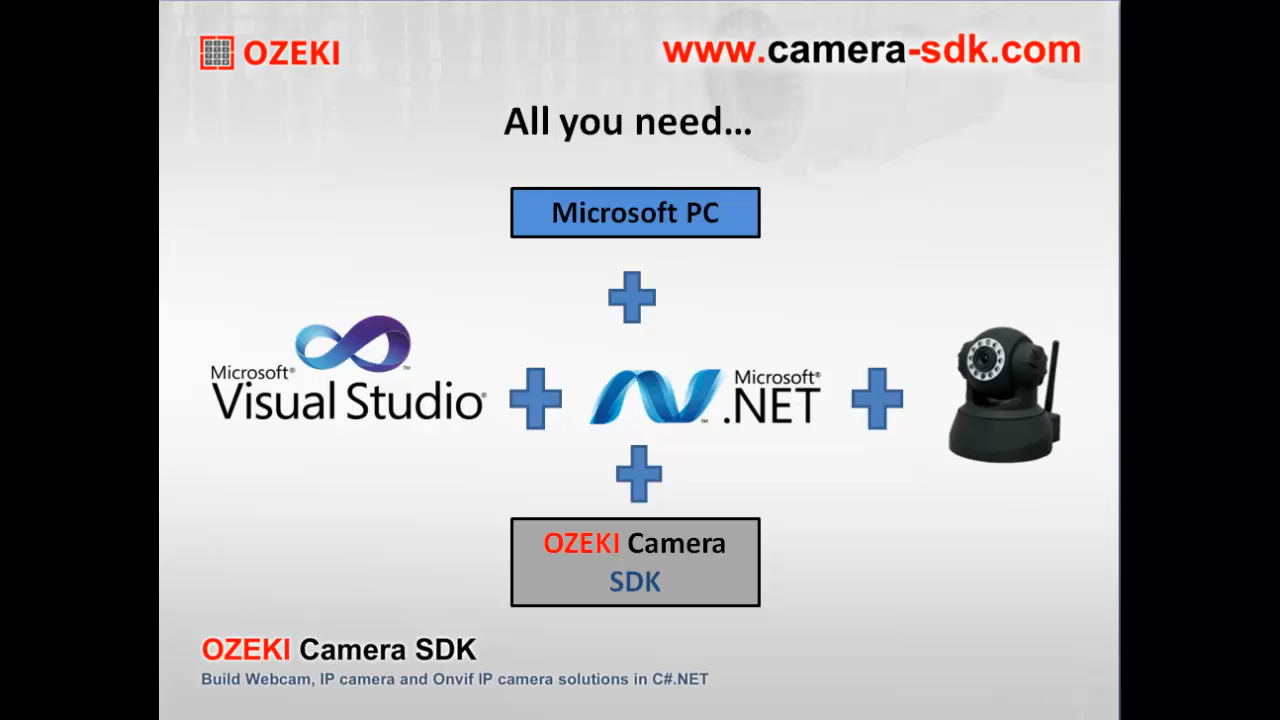 OZEKI
www.camera-sdk.com
All you need...
Microsoft PC
Microsoft®
Visual Studio®
Microsoft®
.NET
OZEKI Camera
SDK
OZEKI Camera SDK
Build Webcam, IP camera and Onvif IP camera solutions in C#.NET